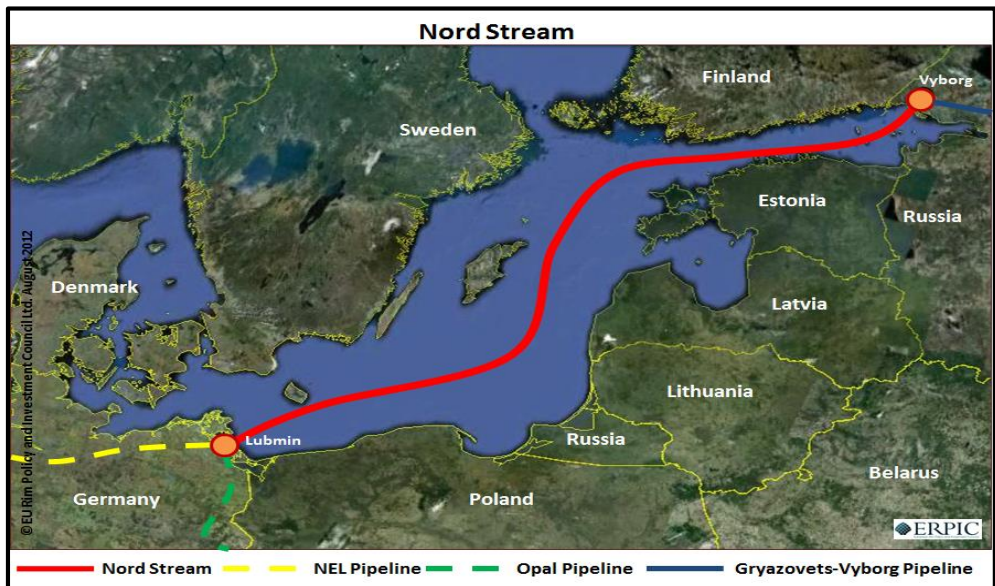 Nord Stream
Finland
Vyborg
Sweden
Estonia
Russia
Denmark
Latvia
Lithuania
Lubmin
Russia
Belarus
Germany
Poland
©EU Rim Policy and Investment Council Ltd. August 2012
ERPIC
Nord Stream NEL Pipeline Opal Pipeline Gryazovets-Vyborg Pipeline